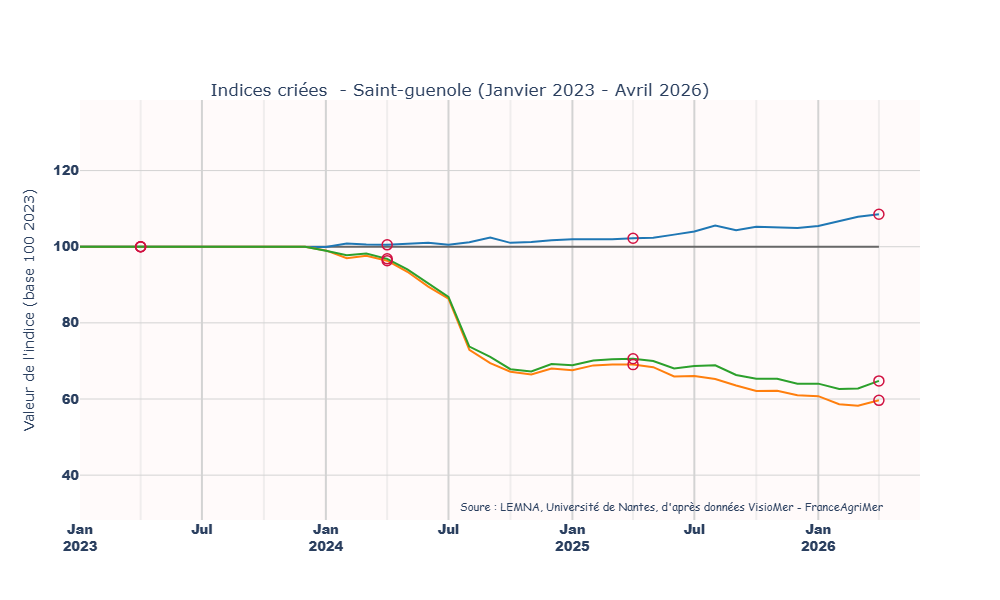 Indices criées  - Saint-guenole (Janvier 2023 - Avril 2026)
Valeur de l'indice (base 100 2023)
120
100
80
60
40
Soure : LEMNA, Université de Nantes, d'après données VisioMer - FranceAgriMer
Jan Jul Jan Jul Jan Jul Jan
2023 2024 2025 2026